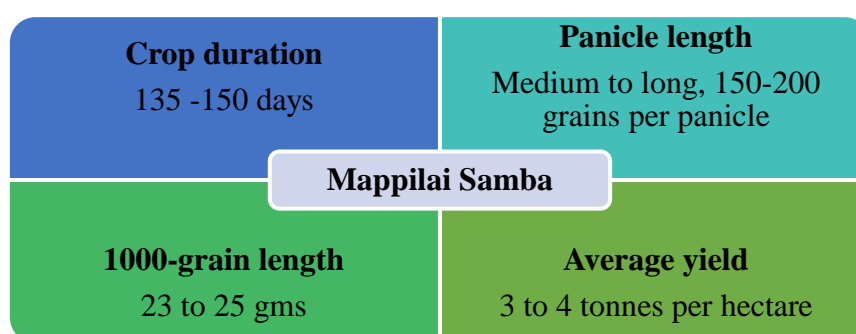 Crop duration
135 -150 days
Panicle length
Medium to long, 150-200
grains per panicle
Mappilai Samba
1000-grain length
23 to 25 gms
Average yield
3 to 4 tonnes per hectare